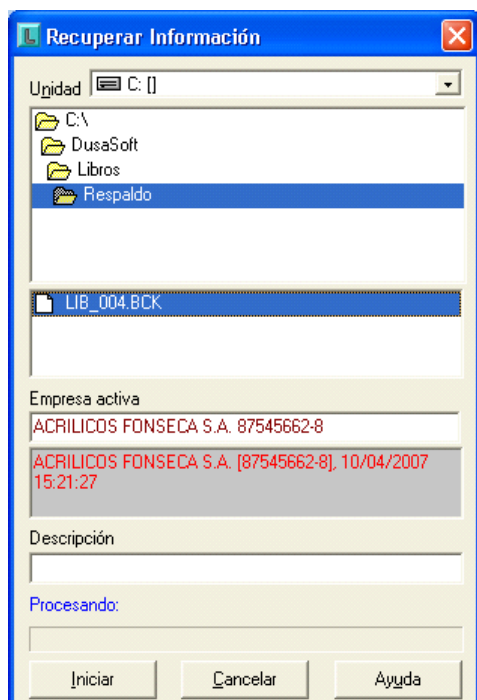 L Recuperar Información
Unidad C: []
C:\
DusaSoft
Libros
Respaldo
LIB_004.BCK
Empresa activa
ACRILICOS FONSECA S.A. 87545662-8
ACRILICOS FONSECA S.A. [87545662-8], 10/04/2007
15:21:27
Descripción
Procesando:
Iniciar Cancelar Ayuda